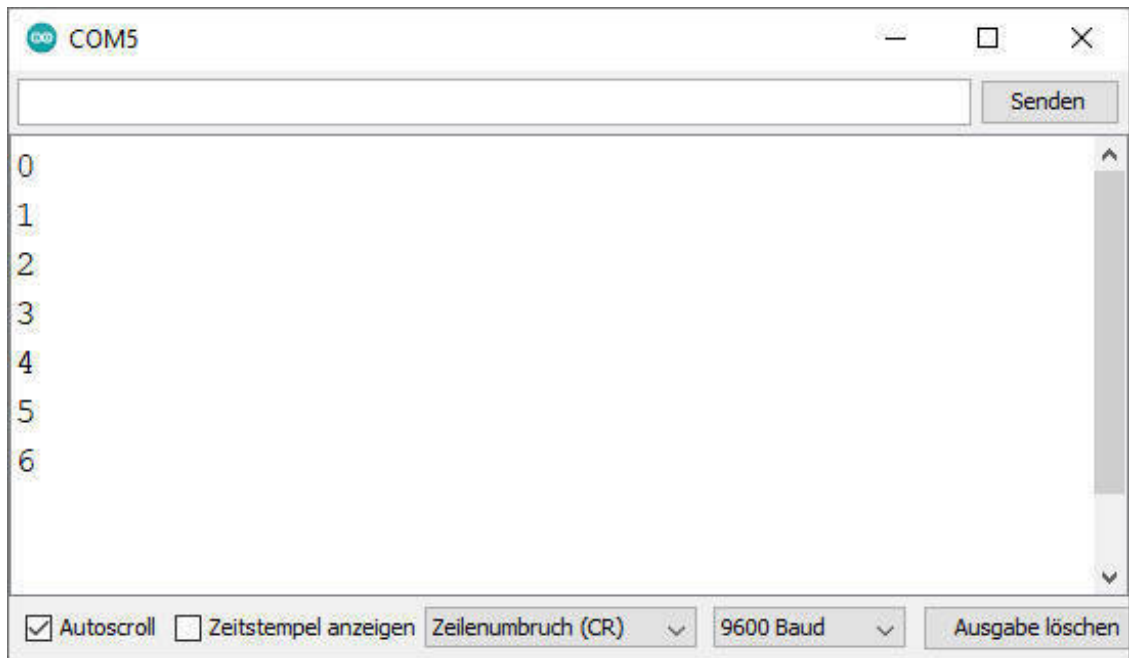 COM5
Senden
0
1
2
3
4
5
6
Autoscroll Zeitstempel anzeigen Zeilenumbruch (CR) 9600 Baud Ausgabe löschen